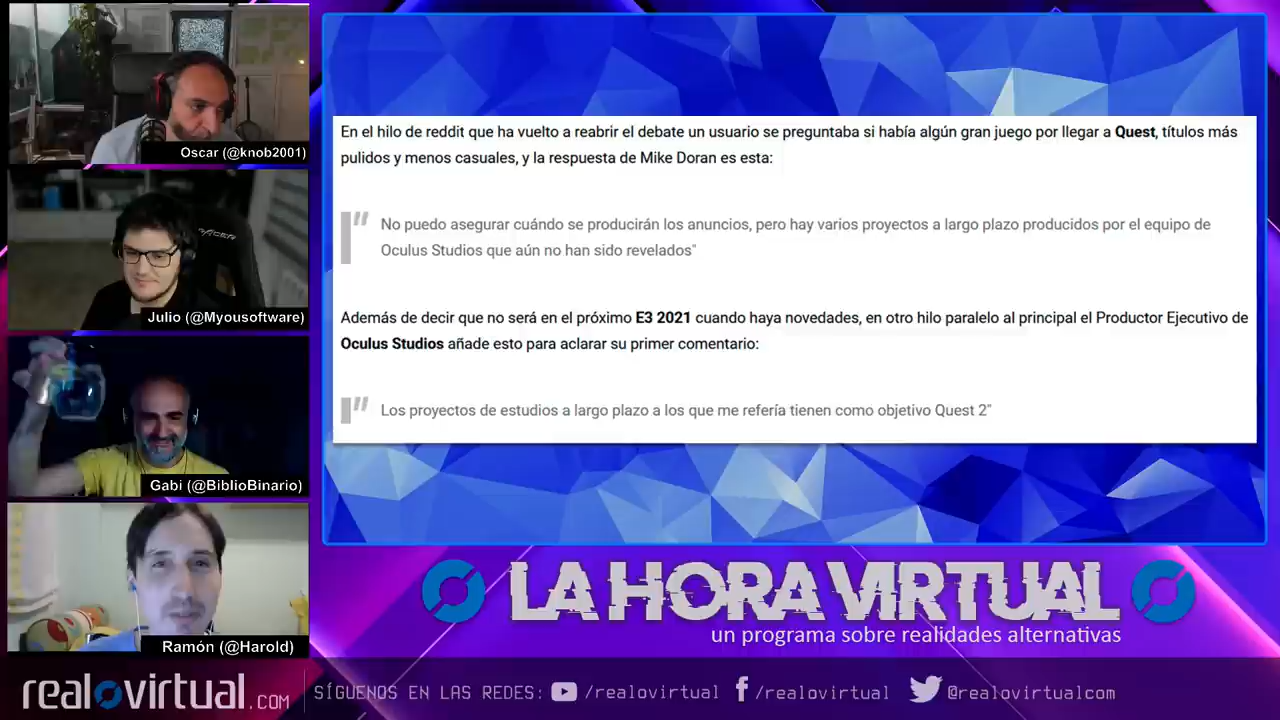 Oscar (@knob2001)
Julio (@Myousoftware)
Gabi (@BiblioBinario)
Ramón (@Harold)
En el hilo de reddit que ha vuelto a reabrir el debate un usuario se preguntaba si había algún gran juego por llegar a Quest, títulos más
pulidos y menos casuales, y la respuesta de Mike Doran es esta:
No puedo asegurar cuándo se producirán los anuncios, pero hay varios proyectos a largo plazo producidos por el equipo de
Oculus Studios que aún no han sido revelados"
Además de decir que no será en el próximo E3 2021 cuando haya novedades, en otro hilo paralelo al principal el Productor Ejecutivo de
Oculus Studios añade esto para aclarar su primer comentario:
Los proyectos de estudios a largo plazo a los que me refería tienen como objetivo Quest 2"
LA HORA VIRTUAL
un programa sobre realidades alternativas
realovirtual.com
SÍGUENOS EN LAS REDES: /realovirtual /realovirtual @realovirtualcom